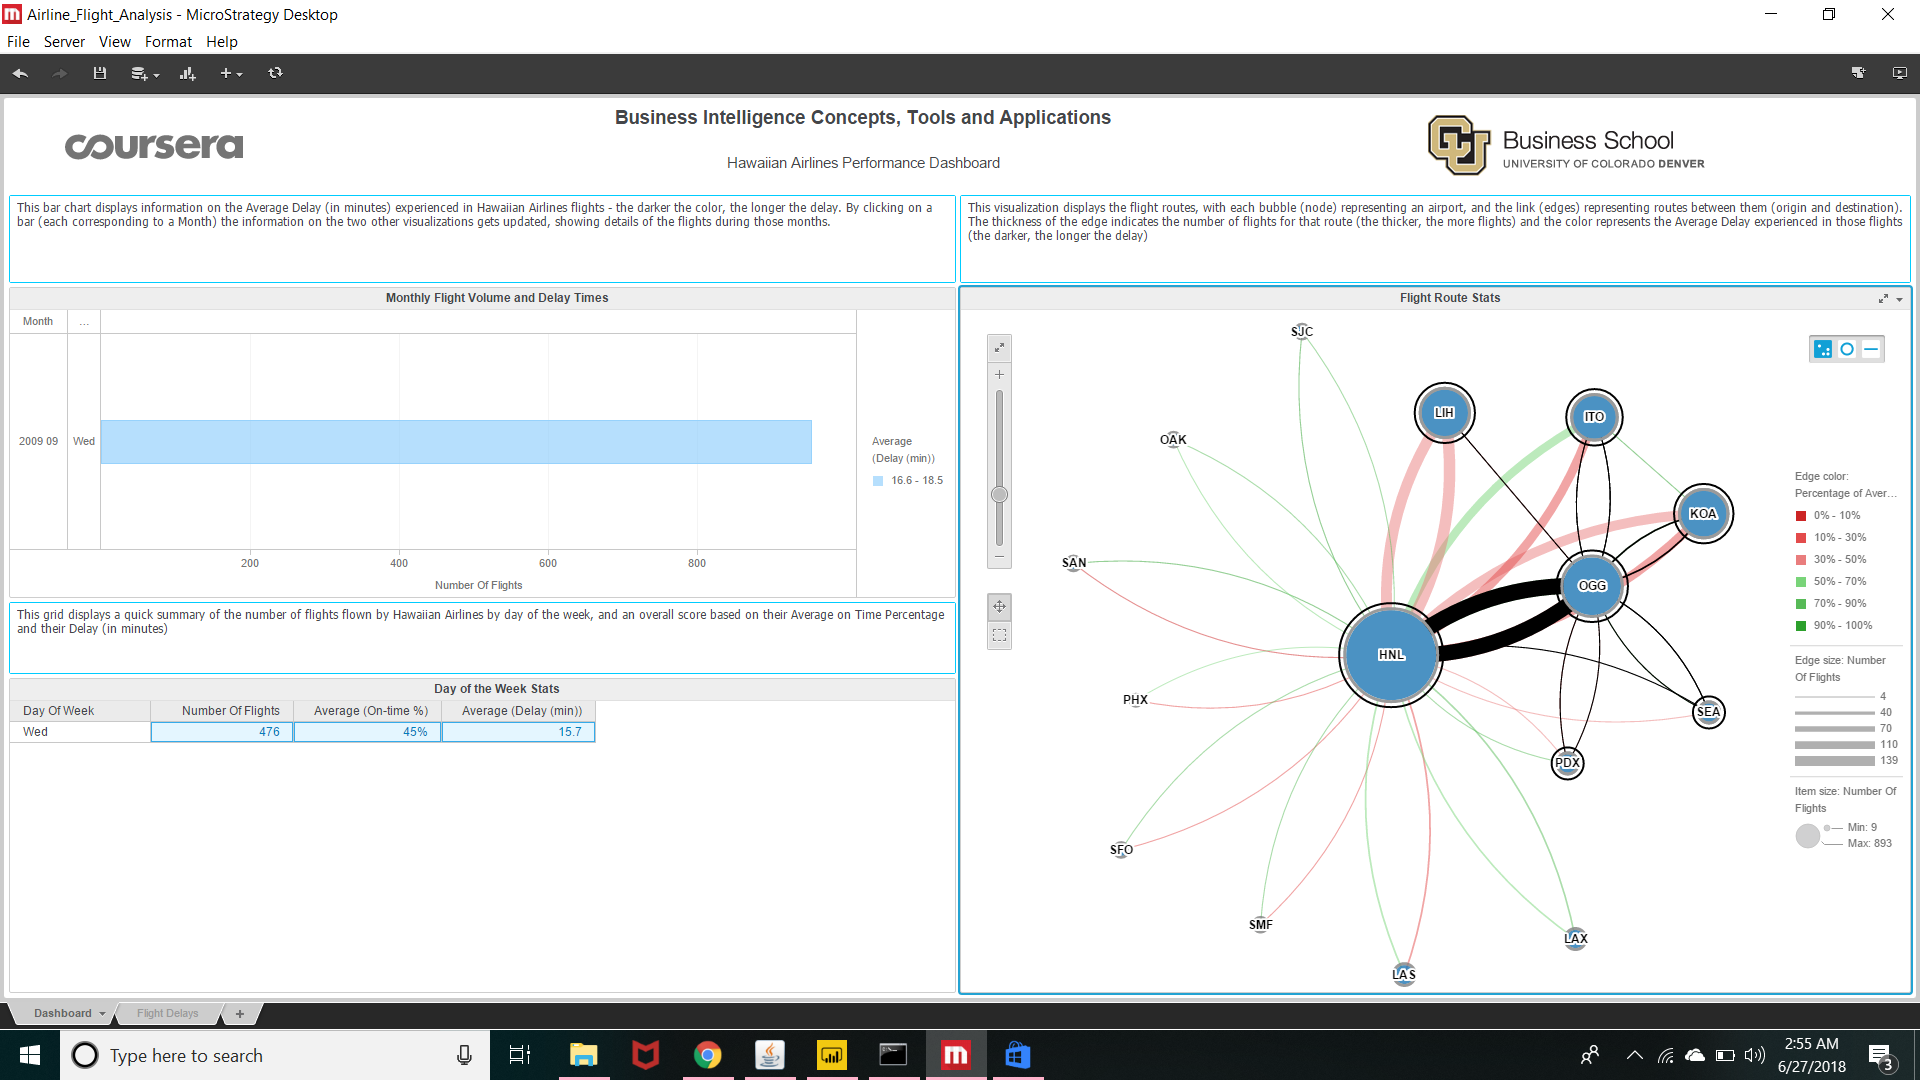 Airline_Flight_Analysis - MicroStrategy Desktop
File Server View Format Help
coursera
Business Intelligence Concepts, Tools and Applications
Hawaiian Airlines Performance Dashboard
CU
Business School
UNIVERSITY OF COLORADO DENVER
This bar chart displays information on the Average Delay (in minutes) experienced in Hawaiian Airlines flights - the darker the color, the longer the delay. By clicking on a
bar (each corresponding to a Month) the information on the two other visualizations gets updated, showing details of the flights during those months.
This visualization displays the flight routes, with each bubble (node) representing an airport, and the link (edges) representing routes between them (origin and destination).
The thickness of the edge indicates the number of flights for that route (the thicker, the more flights) and the color represents the Average Delay experienced in those flights
(the darker, the longer the delay)
Monthly Flight Volume and Delay Times
Month ...
2009 09 Wed
200 400 600 800
Number Of Flights
Average
(Delay (min))
16.6 - 18.5
This grid displays a quick summary of the number of flights flown by Hawaiian Airlines by day of the week, and an overall score based on their Average on Time Percentage
and their Delay (in minutes)
Day of the Week Stats
Day Of Week Number Of Flights Average (On-time %) Average (Delay (min))
Wed 476 45% 15.7
Flight Route Stats
SJC
LIH
ITO
OAK
KOA
SAN
OGG
HNL
PHX
SEA
PDX
SFO
SMF
LAX
LAS
Edge color:
Percentage of Aver...
0% - 10%
10% - 30%
30% - 50%
50% - 70%
70% - 90%
90% - 100%
Edge size: Number
Of Flights
4
40
70
110
139
Item size: Number Of
Flights
Min: 9
Max: 893
Dashboard Flight Delays +
Type here to search
2:55 AM
6/27/2018
3